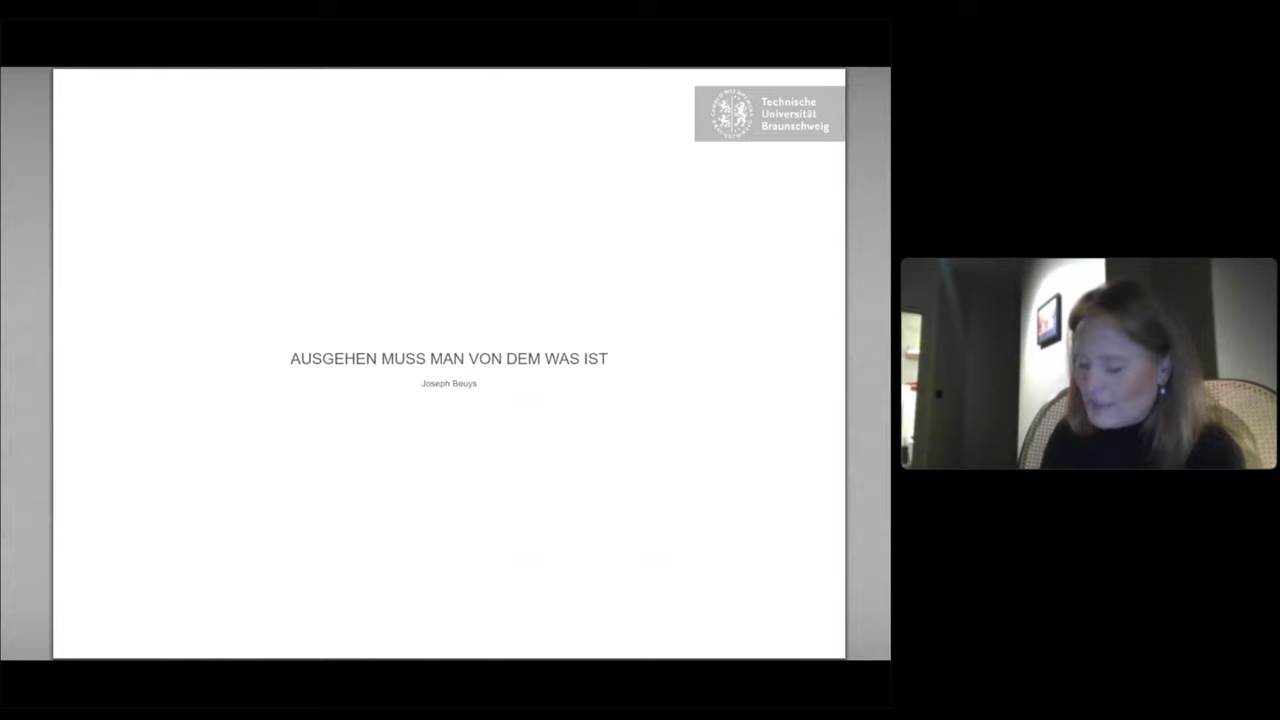 Technische
Universität
Braunschweig
AUSGEHEN MUSS MAN VON DEM WAS IST
Joseph Beuys